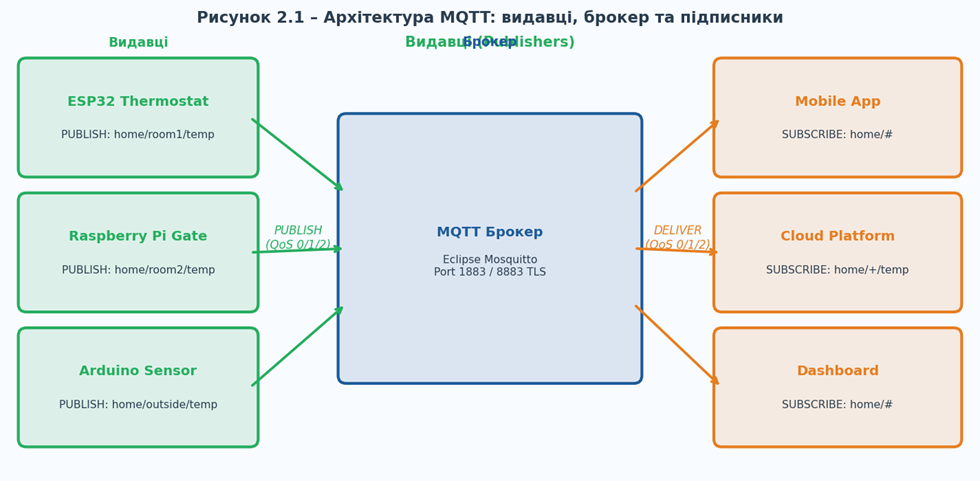 Рисунок 2.1 – Архітектура MQTT: видавці, брокер та підписники
Видавці
Видавці (Publishers)
Брокер
ESP32 Thermostat
PUBLISH: home/room1/temp
Raspberry Pi Gate
PUBLISH: home/room2/temp
Arduino Sensor
PUBLISH: home/outside/temp
PUBLISH
(QoS 0/1/2)
MQTT Брокер
Eclipse Mosquitto
Port 1883 / 8883 TLS
DELIVER
(QoS 0/1/2)
Mobile App
SUBSCRIBE: home/#
Cloud Platform
SUBSCRIBE: home/+/temp
Dashboard
SUBSCRIBE: home/#